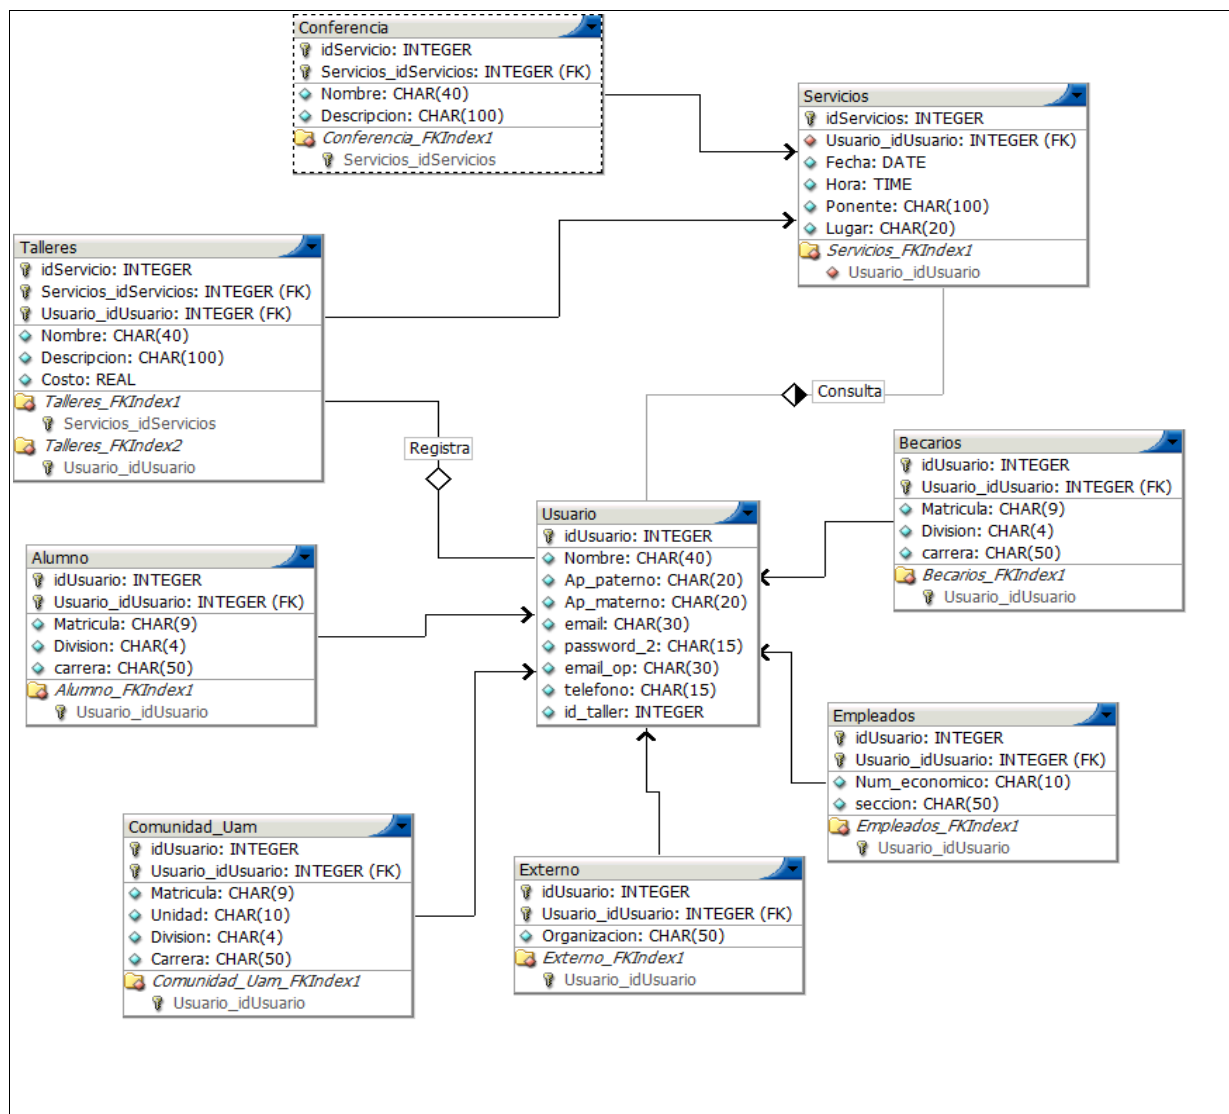 Conferencia
idServicio: INTEGER
Servicios_idServicios: INTEGER (FK)
Nombre: CHAR(40)
Descripcion: CHAR(100)
Conferencia_FKIndex1
Servicios_idServicios
Servicios
idServicios: INTEGER
Usuario_idUsuario: INTEGER (FK)
Fecha: DATE
Hora: TIME
Ponente: CHAR(100)
Lugar: CHAR(20)
Servicios_FKIndex1
Usuario_idUsuario
Talleres
idServicio: INTEGER
Servicios_idServicios: INTEGER (FK)
Usuario_idUsuario: INTEGER (FK)
Nombre: CHAR(40)
Descripcion: CHAR(100)
Costo: REAL
Talleres_FKIndex1
Servicios_idServicios
Talleres_FKIndex2
Usuario_idUsuario
Consulta
Registra
Becarios
idUsuario: INTEGER
Usuario_idUsuario: INTEGER (FK)
Matricula: CHAR(9)
Division: CHAR(4)
carrera: CHAR(50)
Becarios_FKIndex1
Usuario_idUsuario
Usuario
idUsuario: INTEGER
Nombre: CHAR(40)
Ap_paterno: CHAR(20)
Ap_materno: CHAR(20)
email: CHAR(30)
password_2: CHAR(15)
email_op: CHAR(30)
telefono: CHAR(15)
id_taller: INTEGER
Alumno
idUsuario: INTEGER
Usuario_idUsuario: INTEGER (FK)
Matricula: CHAR(9)
Division: CHAR(4)
carrera: CHAR(50)
Alumno_FKIndex1
Usuario_idUsuario
Empleados
idUsuario: INTEGER
Usuario_idUsuario: INTEGER (FK)
Num_economico: CHAR(10)
seccion: CHAR(50)
Empleados_FKIndex1
Usuario_idUsuario
Comunidad_Uam
idUsuario: INTEGER
Usuario_idUsuario: INTEGER (FK)
Matricula: CHAR(9)
Unidad: CHAR(10)
Division: CHAR(4)
Carrera: CHAR(50)
Comunidad_Uam_FKIndex1
Usuario_idUsuario
Externo
idUsuario: INTEGER
Usuario_idUsuario: INTEGER (FK)
Organizacion: CHAR(50)
Externo_FKIndex1
Usuario_idUsuario